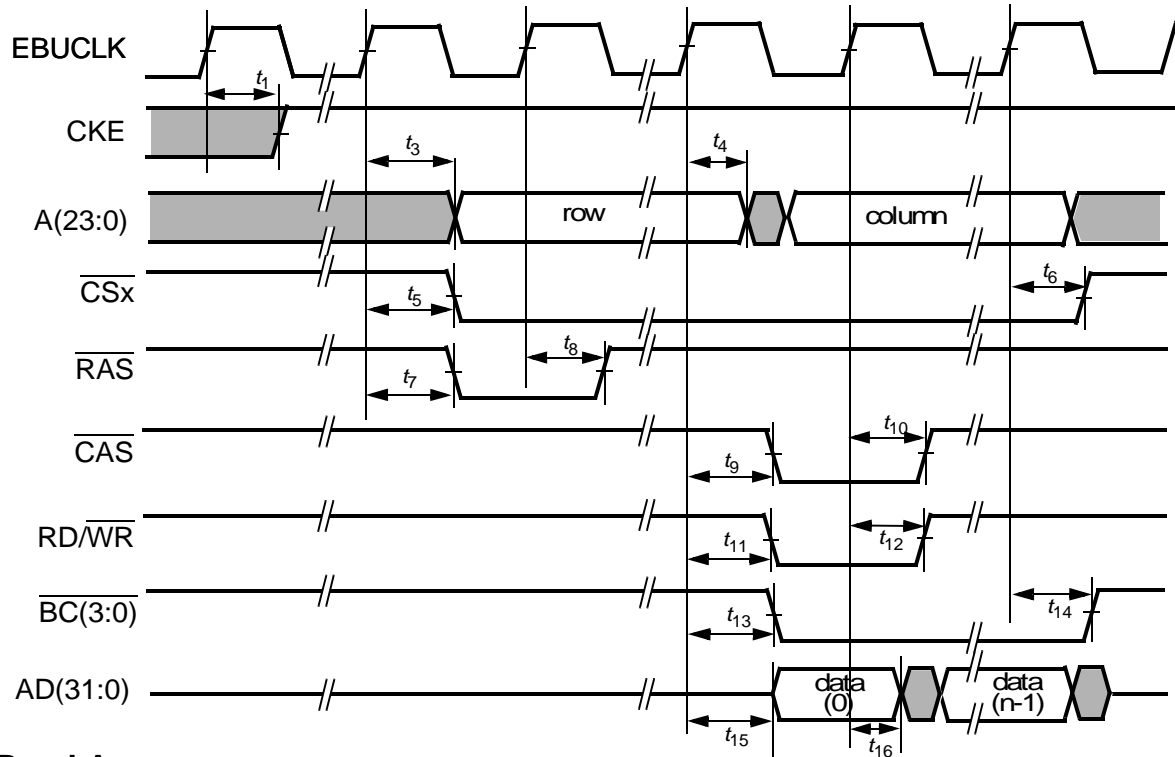 EBUCLK
t1
CKE
t3
t4
A(23:0)
row
column
CSx
t5
t6
RAS
t7
t8
CAS
t9
t10
RD/WR
t11
t12
BC(3:0)
t13
t14
AD(31:0)
data
(0)
data
(n-1)
t15
t16